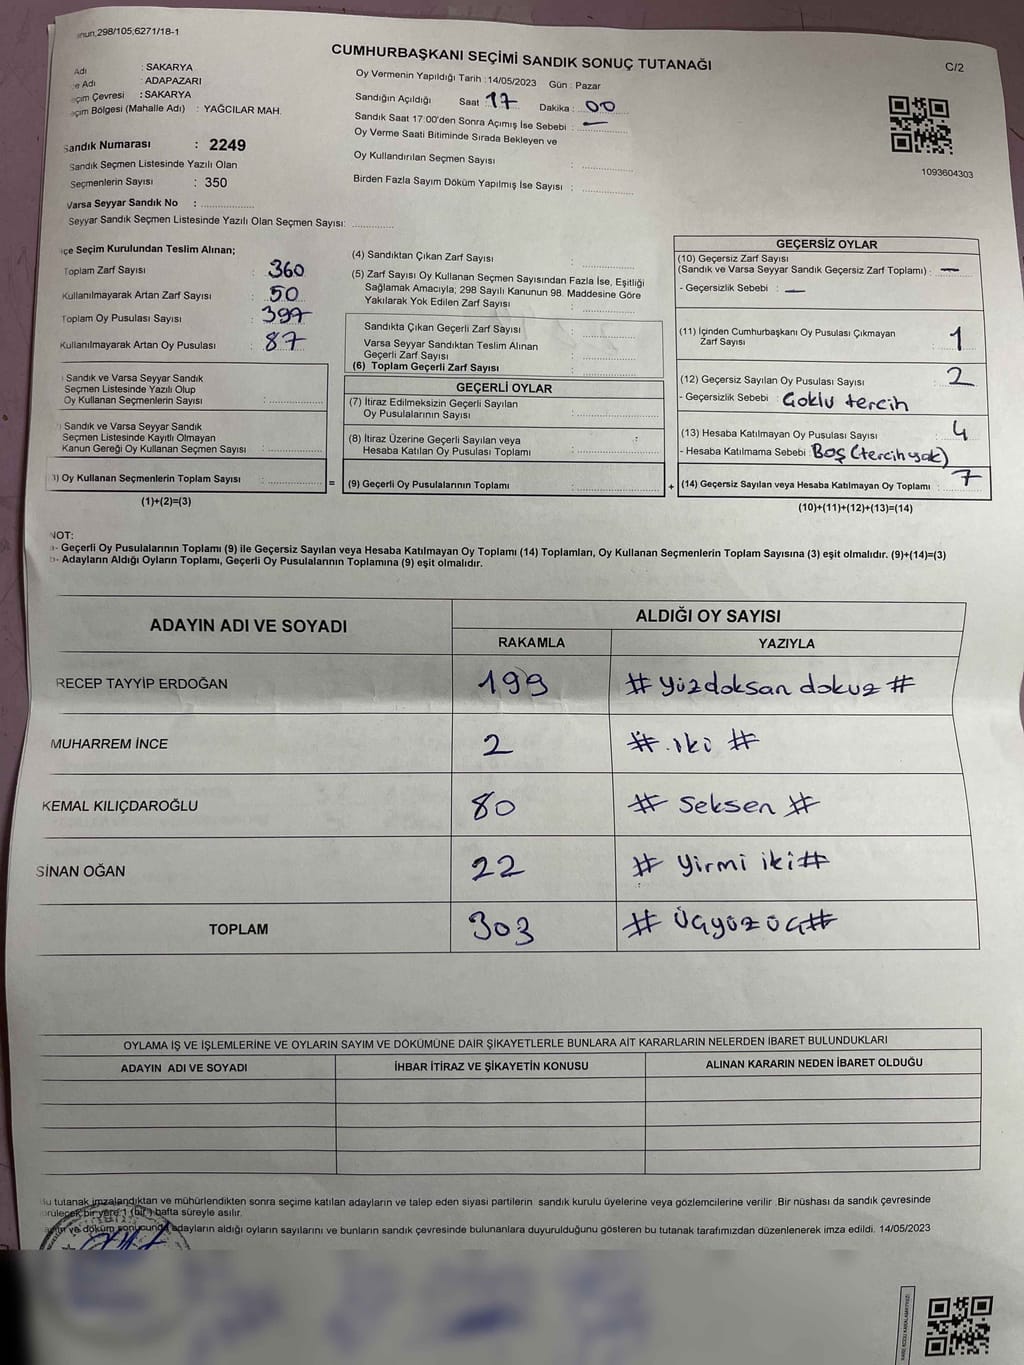 298/105,6271/18-1
CUMHURBAŞKANI SEÇİMİ SANDIK SONUÇ TUTANAĞI
C/2
Adı : SAKARYA
Adı : ADAPAZARI
Çevresi : SAKARYA
Bölgesi (Mahalle Adı) : YAĞCILAR MAH.
Sandık Numarası : 2249
Sandık Seçmen Listesinde Yazılı Olan
Seçmenlerin Sayısı : 350
Varsa Seyyar Sandık No :
Seyyar Sandık Seçmen Listesinde Yazılı Olan Seçmen Sayısı:
Oy Vermenin Yapıldığı Tarih : 14/05/2023 Gün : Pazar
Sandığın Açıldığı Saat : 17 Dakika : 00
Sandık Saat 17:00'den Sonra Açımış İse Sebebi : —
Oy Verme Saati Bitiminde Sırada Bekleyen ve
Oy Kullandırılan Seçmen Sayısı :
Birden Fazla Sayım Döküm Yapılmış İse Sayısı :
1093604303
Seçim Kurulundan Teslim Alınan;
Toplam Zarf Sayısı : 360
Kullanılmayarak Artan Zarf Sayısı : 50
Toplam Oy Pusulası Sayısı : 397
Kullanılmayarak Artan Oy Pusulası : 87
Sandık ve Varsa Seyyar Sandık
Seçmen Listesinde Yazılı Olup
Oy Kullanan Seçmenlerin Sayısı :
Sandık ve Varsa Seyyar Sandık
Seçmen Listesinde Kayıtlı Olmayan
Kanun Gereği Oy Kullanan Seçmen Sayısı :
Oy Kullanan Seçmenlerin Toplam Sayısı : =
(1)+(2)=(3)
(4) Sandıktan Çıkan Zarf Sayısı :
(5) Zarf Sayısı Oy Kullanan Seçmen Sayısından Fazla İse, Eşitliği
Sağlamak Amacıyla; 298 Sayılı Kanunun 98. Maddesine Göre
Yakılarak Yok Edilen Zarf Sayısı :
Sandıkta Çıkan Geçerli Zarf Sayısı :
Varsa Seyyar Sandıktan Teslim Alınan
Geçerli Zarf Sayısı :
(6) Toplam Geçerli Zarf Sayısı :
GEÇERLİ OYLAR
(7) İtiraz Edilmeksizin Geçerli Sayılan
Oy Pusulalarının Sayısı :
(8) İtiraz Üzerine Geçerli Sayılan veya
Hesaba Katılan Oy Pusulası Toplamı :
(9) Geçerli Oy Pusulalarının Toplamı : +
GEÇERSİZ OYLAR
(10) Geçersiz Zarf Sayısı
(Sandık ve Varsa Seyyar Sandık Geçersiz Zarf Toplamı) : —
- Geçersizlik Sebebi : —
(11) İçinden Cumhurbaşkanı Oy Pusulası Çıkmayan
Zarf Sayısı : 1
(12) Geçersiz Sayılan Oy Pusulası Sayısı : 2
- Geçersizlik Sebebi : Çoklu tercih
(13) Hesaba Katılmayan Oy Pusulası Sayısı : 4
- Hesaba Katılmama Sebebi : Boş (tercih yok)
(14) Geçersiz Sayılan veya Hesaba Katılmayan Oy Toplamı : 7
(10)+(11)+(12)+(13)=(14)
NOT:
a- Geçerli Oy Pusulalarının Toplamı (9) ile Geçersiz Sayılan veya Hesaba Katılmayan Oy Toplamı (14) Toplamları, Oy Kullanan Seçmenlerin Toplam Sayısına (3) eşit olmalıdır. (9)+(14)=(3)
b- Adayların Aldığı Oyların Toplamı, Geçerli Oy Pusulalarının Toplamına (9) eşit olmalıdır.
ADAYIN ADI VE SOYADI ALDIĞI OY SAYISI
RAKAMLA YAZIYLA
RECEP TAYYİP ERDOĞAN 199 # yüzdoksan dokuz #
MUHARREM İNCE 2 # iki #
KEMAL KILIÇDAROĞLU 80 # Seksen #
SİNAN OĞAN 22 # Yirmi iki #
TOPLAM 303 # Üçyüz üç #
OYLAMA İŞ VE İŞLEMLERİNE VE OYLARIN SAYIM VE DÖKÜMÜNE DAİR ŞİKAYETLERLE BUNLARA AİT KARARLARIN NELERDEN İBARET BULUNDUKLARI
ADAYIN ADI VE SOYADI İHBAR İTİRAZ VE ŞİKAYETİN KONUSU ALINAN KARARIN NEDEN İBARET OLDUĞU
Bu tutanak imzalandıktan ve mühürlendikten sonra seçime katılan adayların ve talep eden siyasi partilerin sandık kurulu üyelerine veya gözlemcilerine verilir. Bir nüshası da sandık çevresinde
bir yere 1 (bir) hafta süreyle asılır.
ve döküm sonucunda adayların aldığı oyların sayılarını ve bunların sandık çevresinde bulunanlara duyurulduğunu gösteren bu tutanak tarafımızdan düzenlenerek imza edildi. 14/05/2023